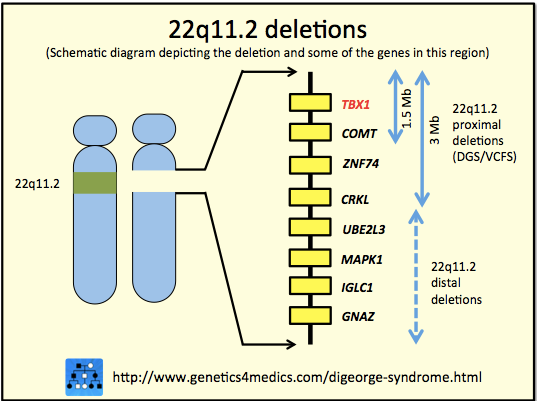 22q11.2 deletions
(Schematic diagram depicting the deletion and some of the genes in this region)
22q11.2
TBX1
COMT
ZNF74
CRKL
UBE2L3
MAPK1
IGLC1
GNAZ
1.5 Mb
3 Mb
22q11.2
proximal
deletions
(DGS/VCFS)
22q11.2
distal
deletions
http://www.genetics4medics.com/digeorge-syndrome.html